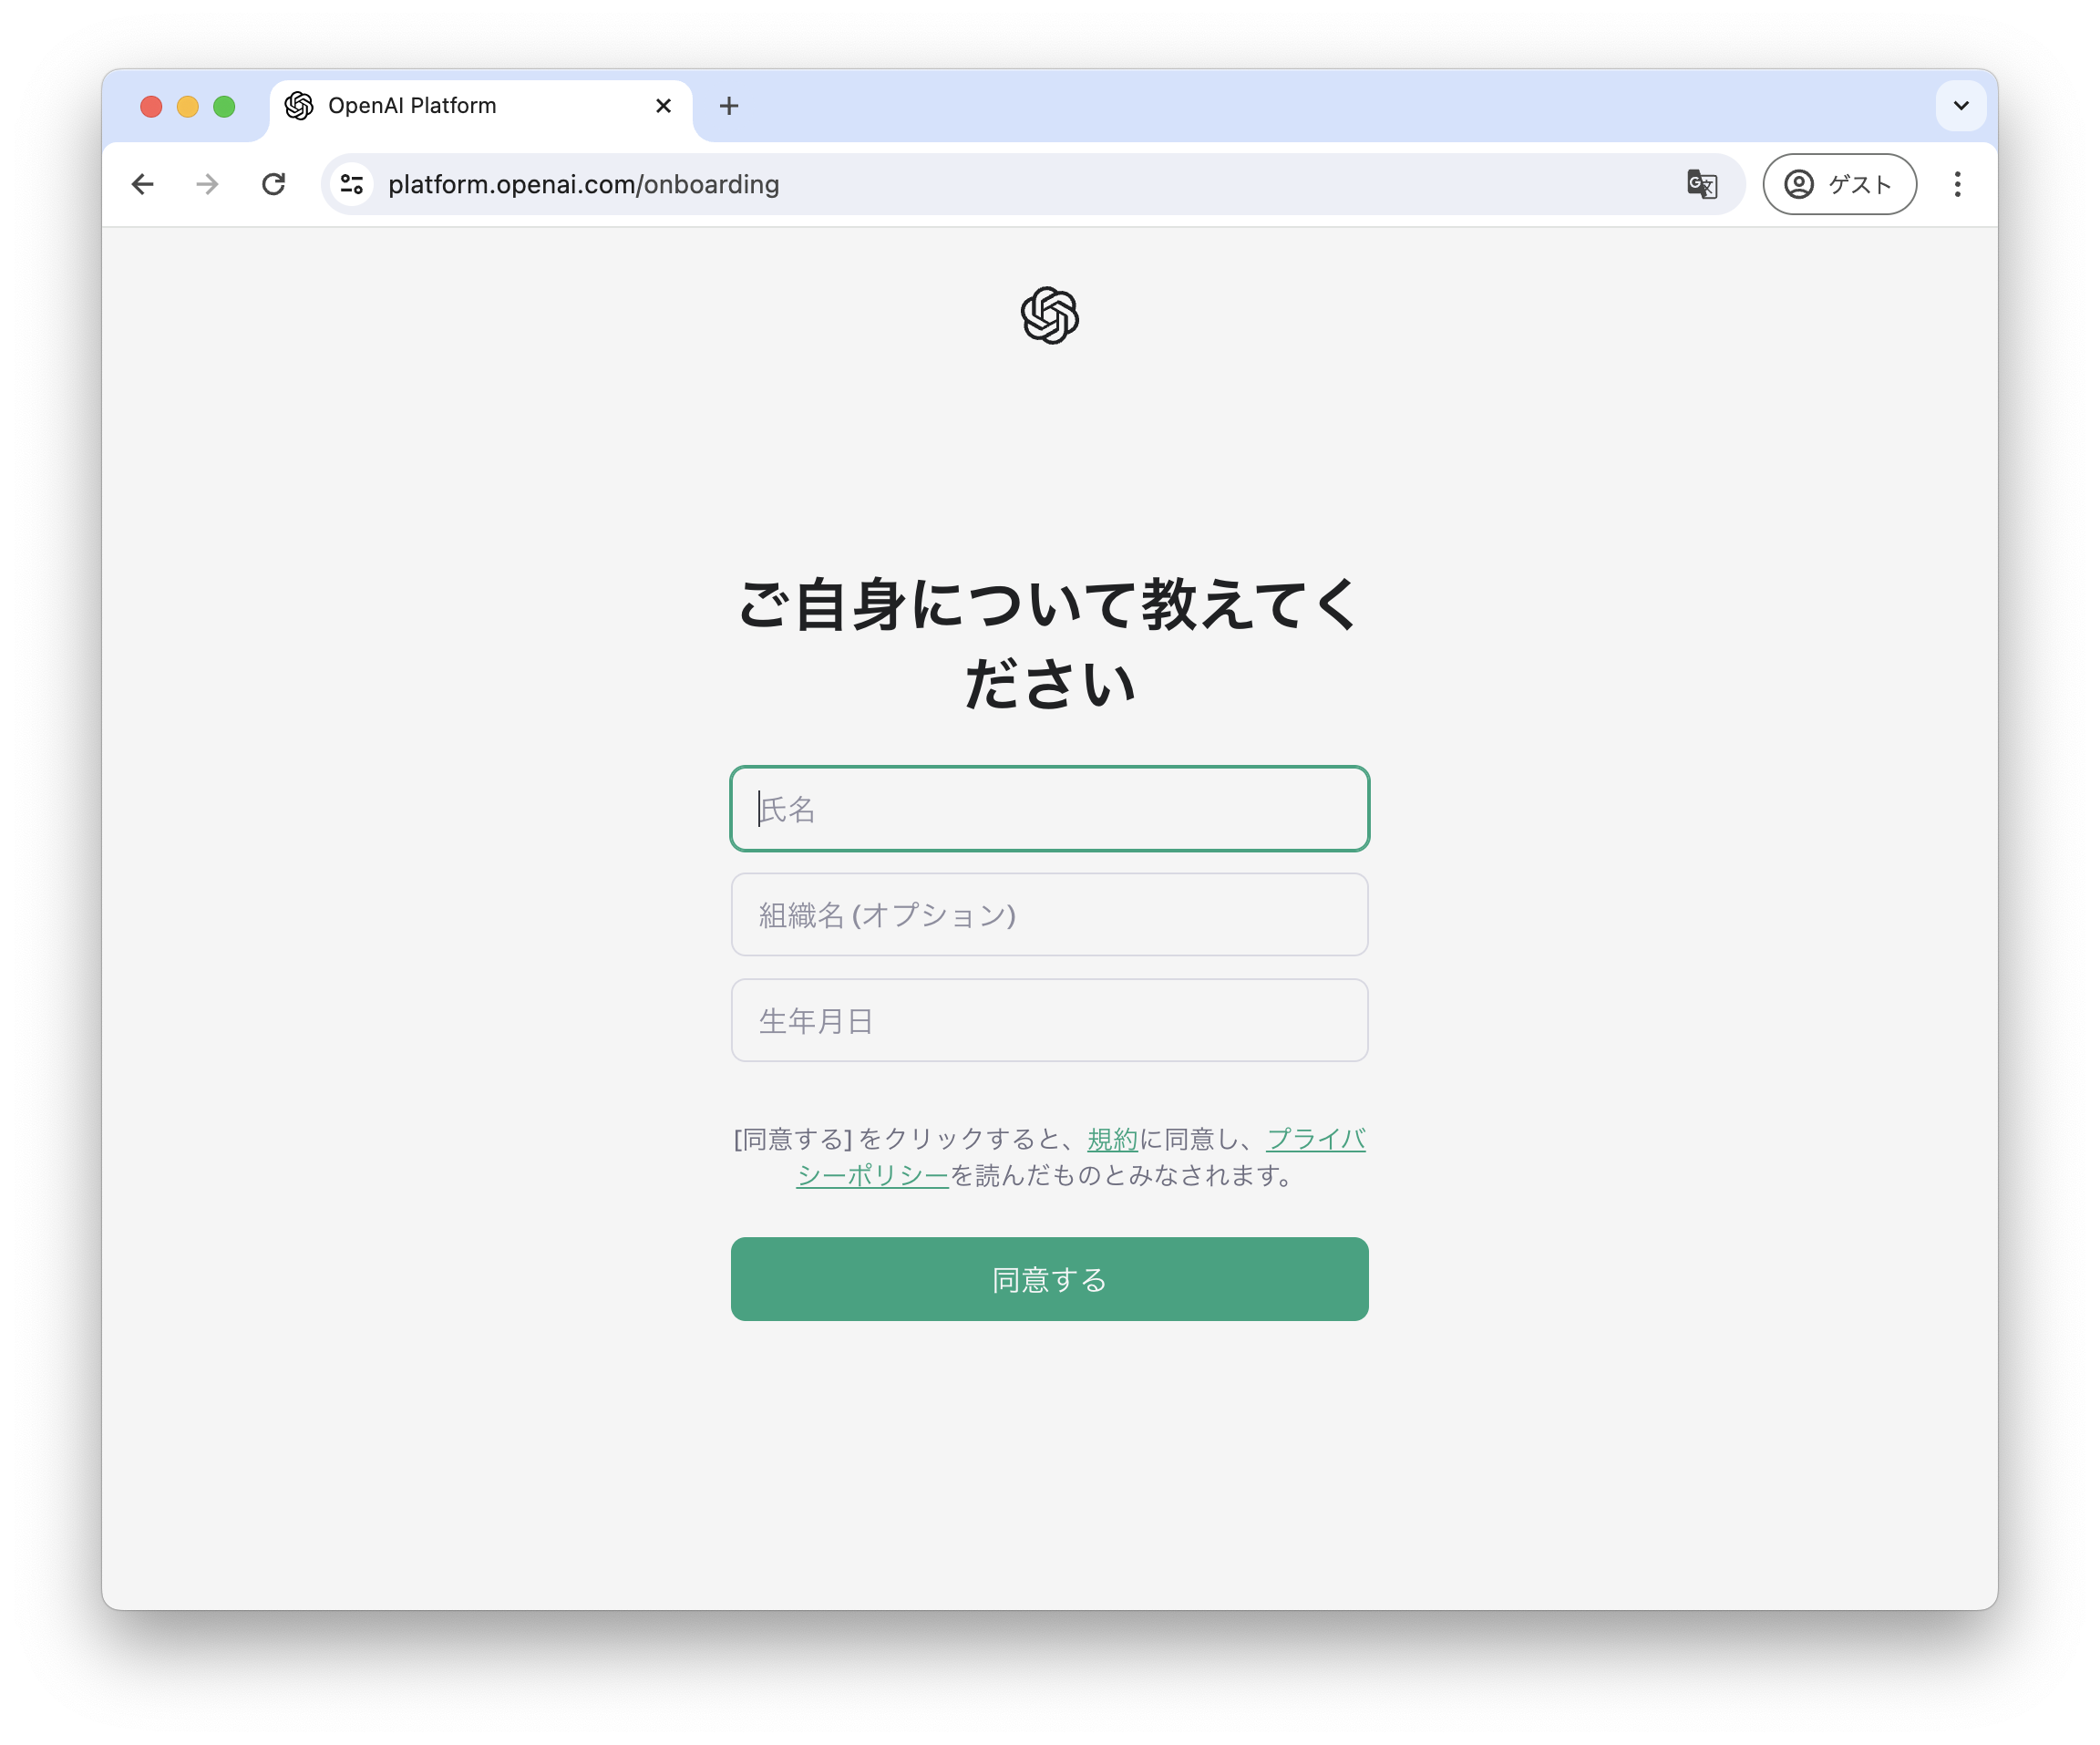 OpenAI Platform
platform.openai.com/onboarding
ゲスト
ご自身について教えてく
ださい
氏名
組織名 (オプション)
生年月日
[同意する] をクリックすると、規約に同意し、プライバ
シーポリシーを読んだものとみなされます。
同意する